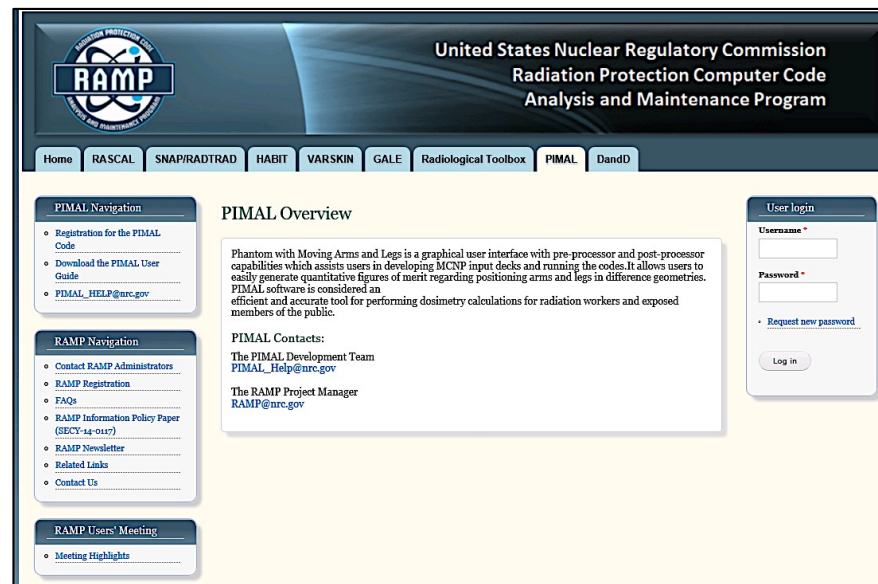 RADIATION PROTECTION CODE
RAMP
ANALYSIS AND MAINTENANCE PROGRAM
United States Nuclear Regulatory Commission
Radiation Protection Computer Code
Analysis and Maintenance Program
Home RASCAL SNAP/RADTRAD HABIT VARSKIN GALE Radiological Toolbox PIMAL DandD
PIMAL Navigation
Registration for the PIMAL
Code
Download the PIMAL User
Guide
PIMAL_HELP@nrc.gov
RAMP Navigation
Contact RAMP Administrators
RAMP Registration
FAQs
RAMP Information Policy Paper
(SECY-14-0117)
RAMP Newsletter
Related Links
Contact Us
RAMP Users' Meeting
Meeting Highlights
PIMAL Overview
Phantom with Moving Arms and Legs is a graphical user interface with pre-processor and post-processor
capabilities which assists users in developing MCNP input decks and running the codes.It allows users to
easily generate quantitative figures of merit regarding positioning arms and legs in difference geometries.
PIMAL software is considered an
efficient and accurate tool for performing dosimetry calculations for radiation workers and exposed
members of the public.
PIMAL Contacts:
The PIMAL Development Team
PIMAL_Help@nrc.gov
The RAMP Project Manager
RAMP@nrc.gov
User login
Username *
Password *
Request new password
Log in